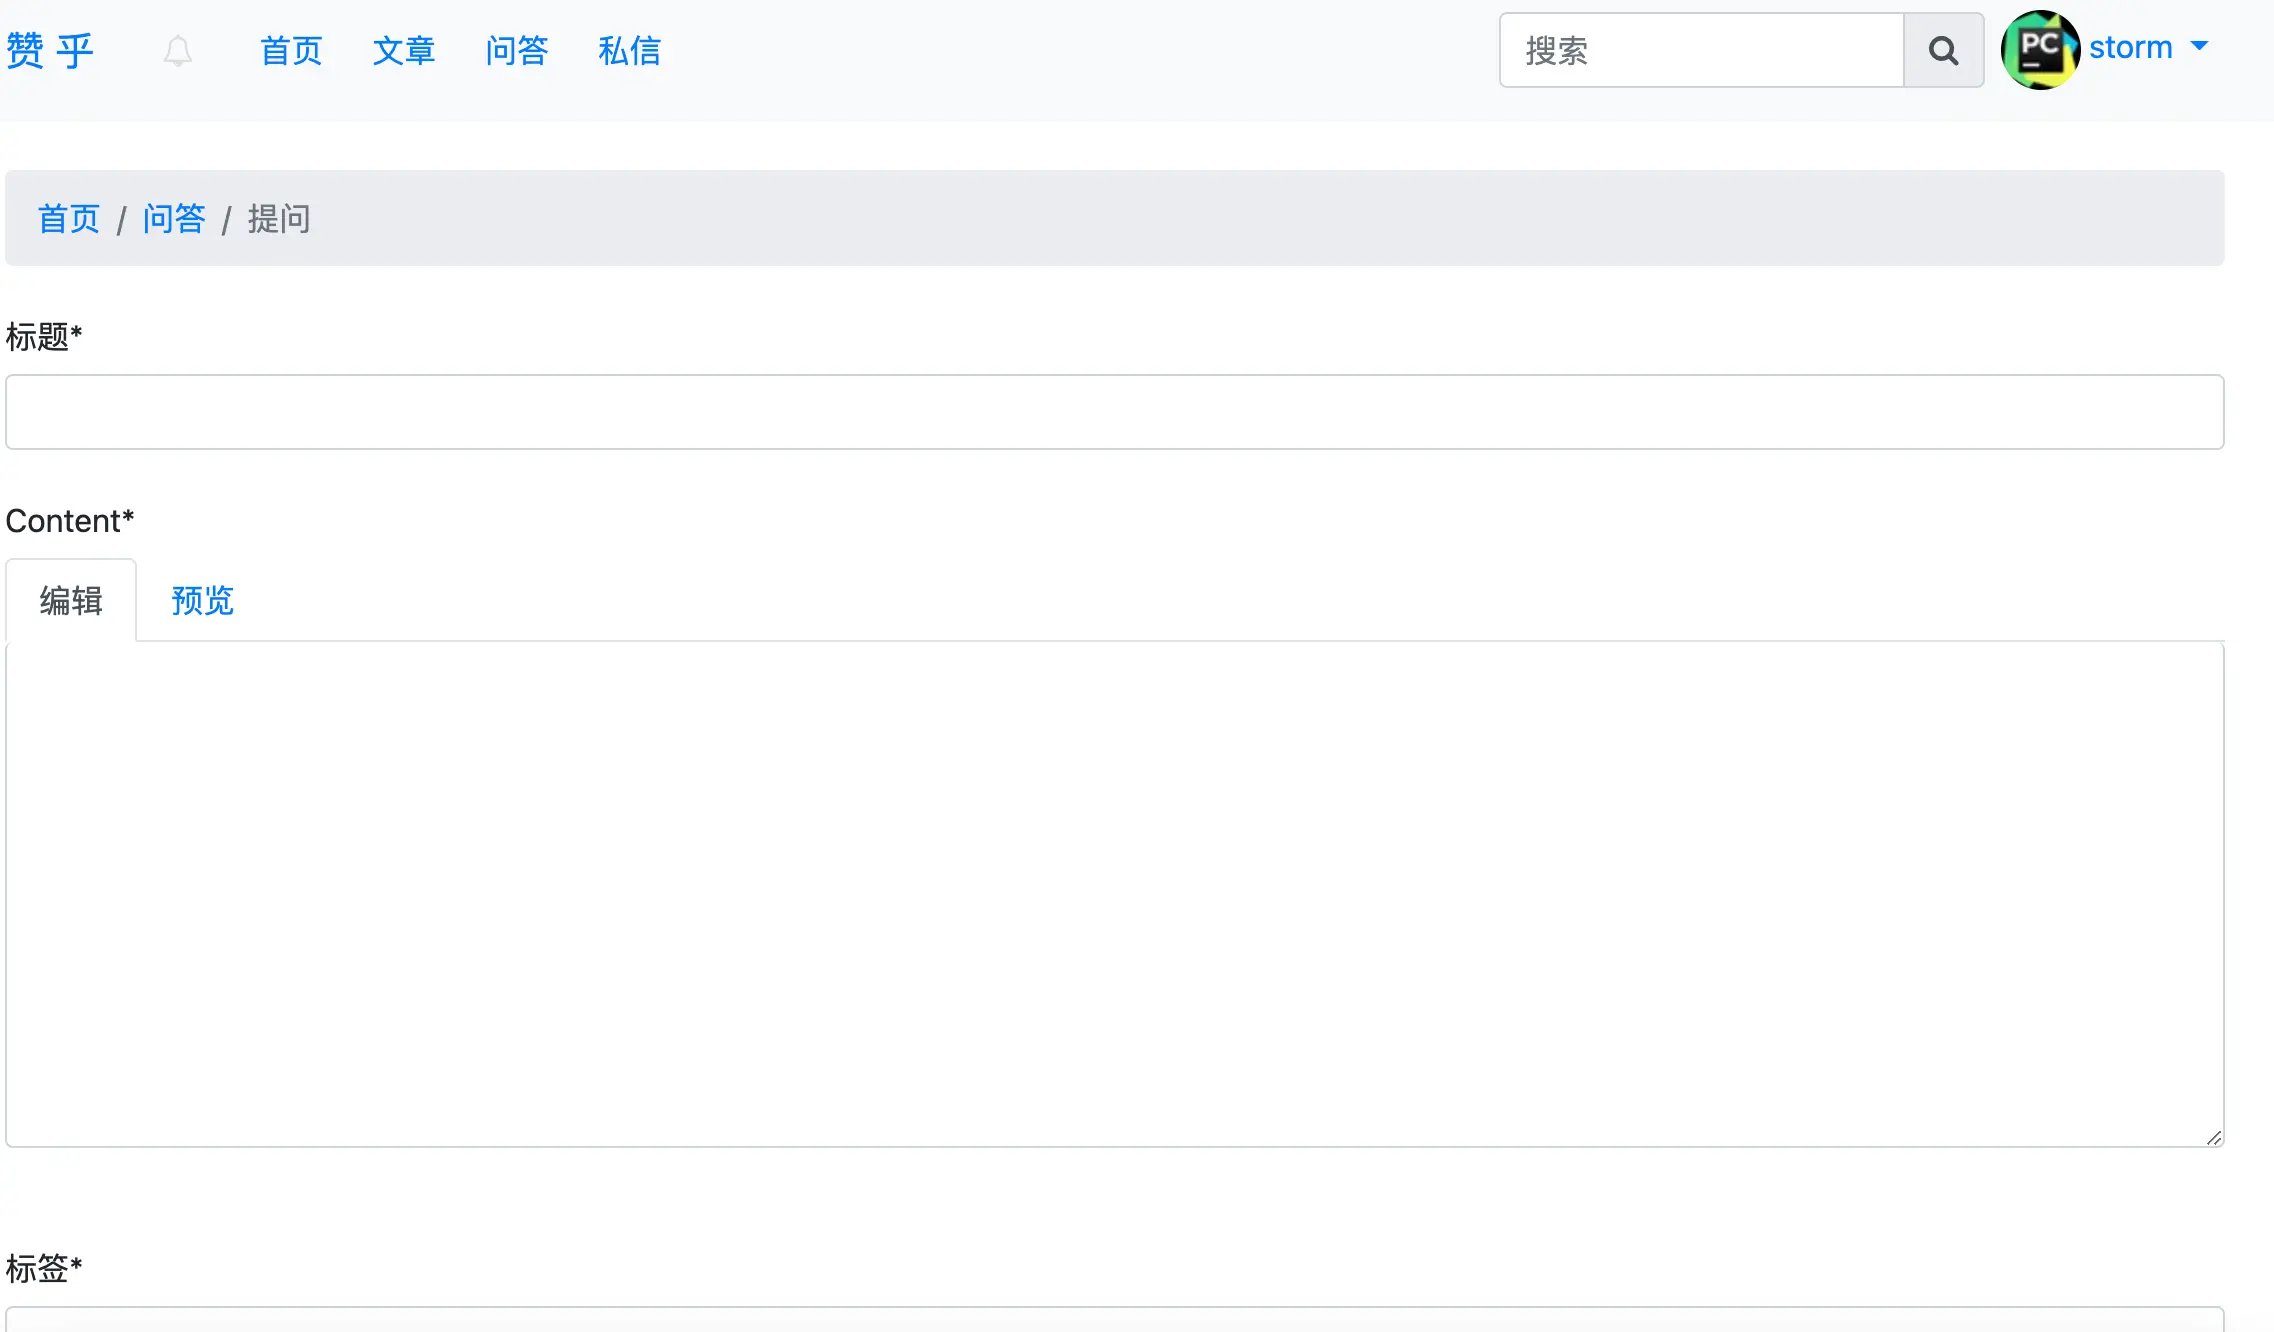 赞 乎 首页 文章 问答 私信 搜索 PC storm
首页 / 问答 / 提问
标题*
Content*
编辑 预览
标签*